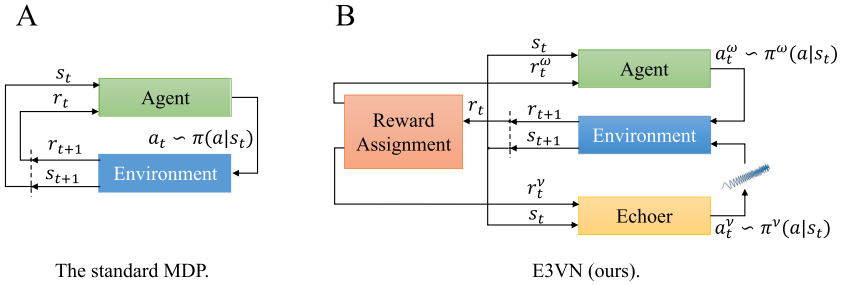 A
s_t
r_t
Agent
a_t ∽ π(a|s_t)
r_{t+1}
s_{t+1}
Environment
The standard MDP.
B
s_t
r_t^ω
Agent
a_t^ω ∽ π^ω(a|s_t)
Reward
Assignment
r_t
r_{t+1}
s_{t+1}
Environment
r_t^ν
s_t
Echoer
a_t^ν ∽ π^ν(a|s_t)
E3VN (ours).